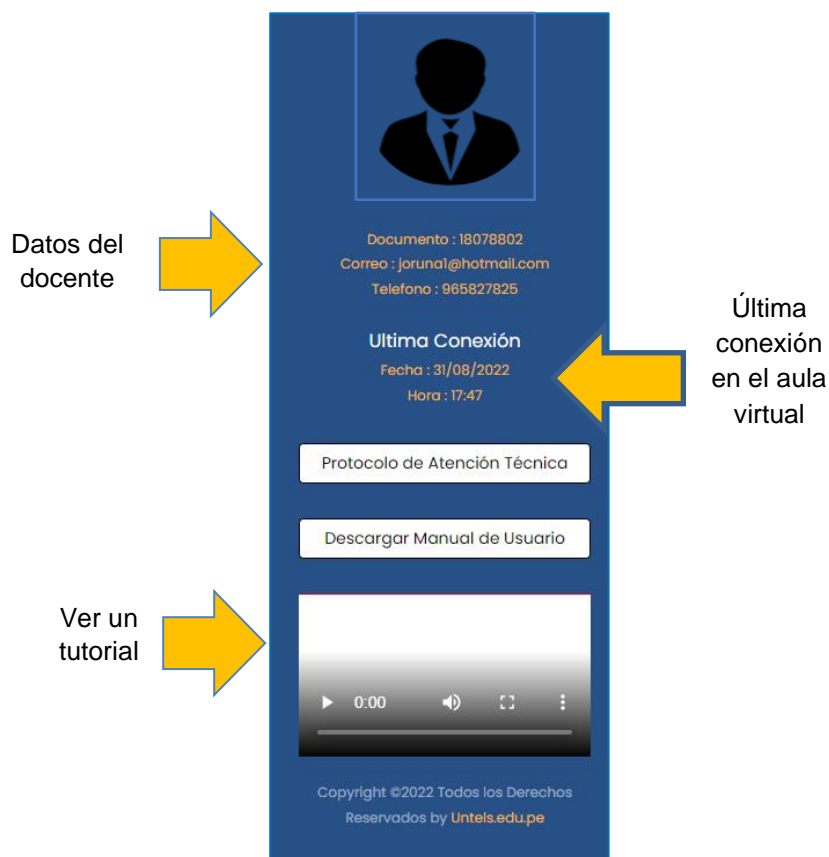 Datos del
docente
Documento : 18078802
Correo : joruna1@hotmail.com
Telefono : 965827825
Ultima Conexión
Fecha : 31/08/2022
Hora : 17:47
Última
conexión
en el aula
virtual
Protocolo de Atención Técnica
Descargar Manual de Usuario
Ver un
tutorial
0:00
Copyright ©2022 Todos los Derechos
Reservados by Untels.edu.pe